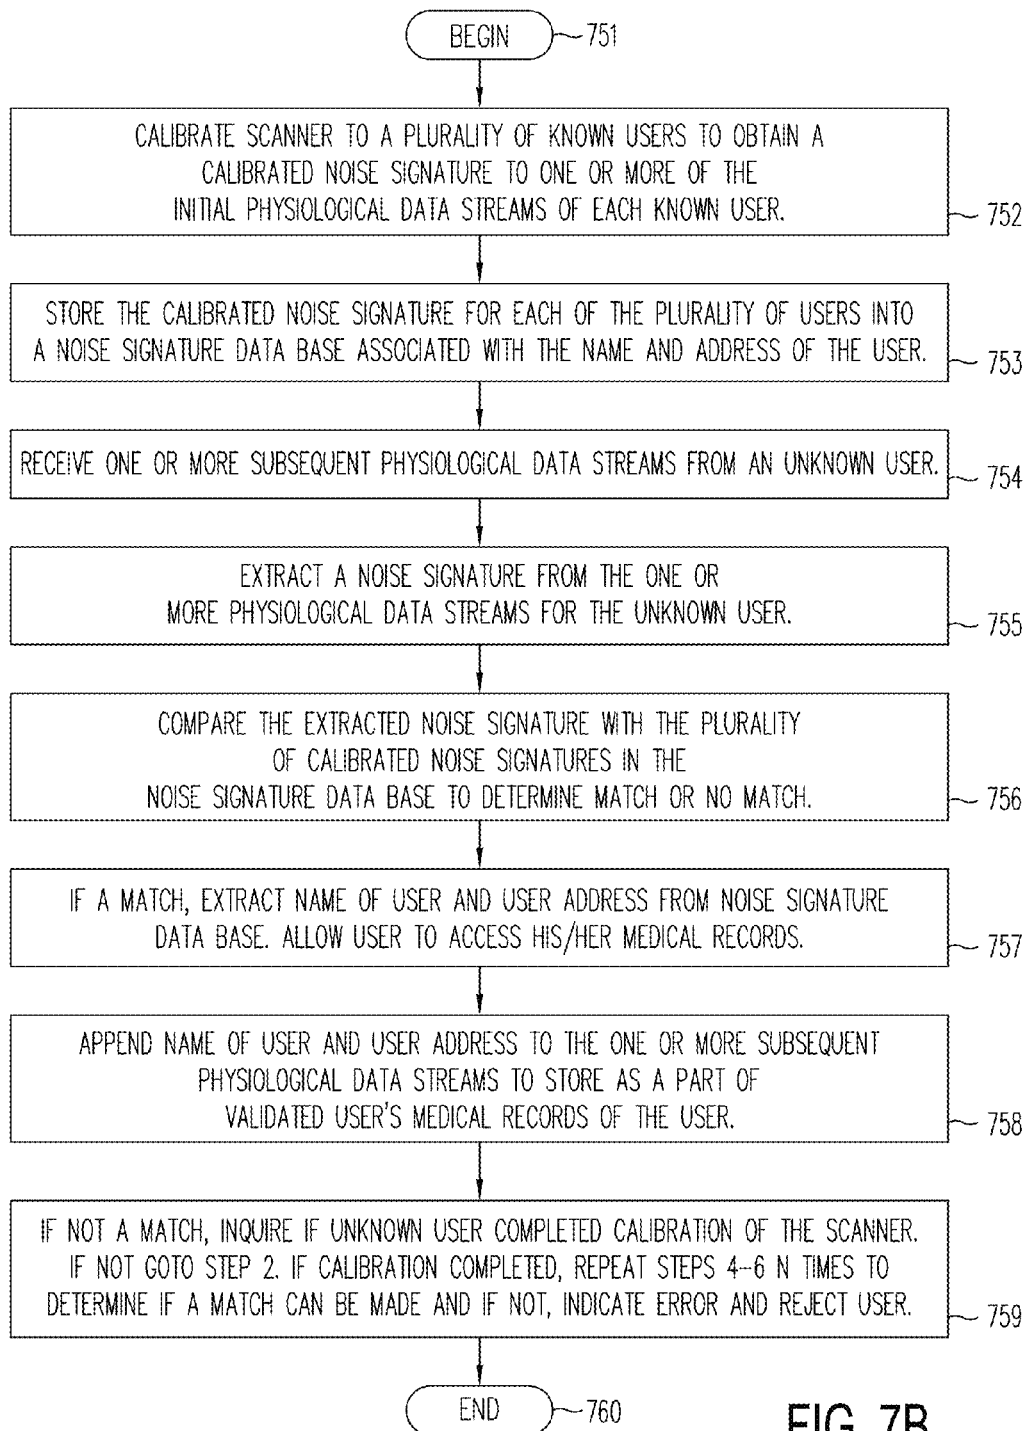 BEGIN
751
CALIBRATE SCANNER TO A PLURALITY OF KNOWN USERS TO OBTAIN A
CALIBRATED NOISE SIGNATURE TO ONE OR MORE OF THE
INITIAL PHYSIOLOGICAL DATA STREAMS OF EACH KNOWN USER.
752
STORE THE CALIBRATED NOISE SIGNATURE FOR EACH OF THE PLURALITY OF USERS INTO
A NOISE SIGNATURE DATA BASE ASSOCIATED WITH THE NAME AND ADDRESS OF THE USER.
753
RECEIVE ONE OR MORE SUBSEQUENT PHYSIOLOGICAL DATA STREAMS FROM AN UNKNOWN USER.
754
EXTRACT A NOISE SIGNATURE FROM THE ONE OR
MORE PHYSIOLOGICAL DATA STREAMS FOR THE UNKNOWN USER.
755
COMPARE THE EXTRACTED NOISE SIGNATURE WITH THE PLURALITY
OF CALIBRATED NOISE SIGNATURES IN THE
NOISE SIGNATURE DATA BASE TO DETERMINE MATCH OR NO MATCH.
756
IF A MATCH, EXTRACT NAME OF USER AND USER ADDRESS FROM NOISE SIGNATURE
DATA BASE. ALLOW USER TO ACCESS HIS/HER MEDICAL RECORDS.
757
APPEND NAME OF USER AND USER ADDRESS TO THE ONE OR MORE SUBSEQUENT
PHYSIOLOGICAL DATA STREAMS TO STORE AS A PART OF
VALIDATED USER'S MEDICAL RECORDS OF THE USER.
758
IF NOT A MATCH, INQUIRE IF UNKNOWN USER COMPLETED CALIBRATION OF THE SCANNER.
IF NOT GOTO STEP 2. IF CALIBRATION COMPLETED, REPEAT STEPS 4-6 N TIMES TO
DETERMINE IF A MATCH CAN BE MADE AND IF NOT, INDICATE ERROR AND REJECT USER.
759
END
760
FIG. 7B